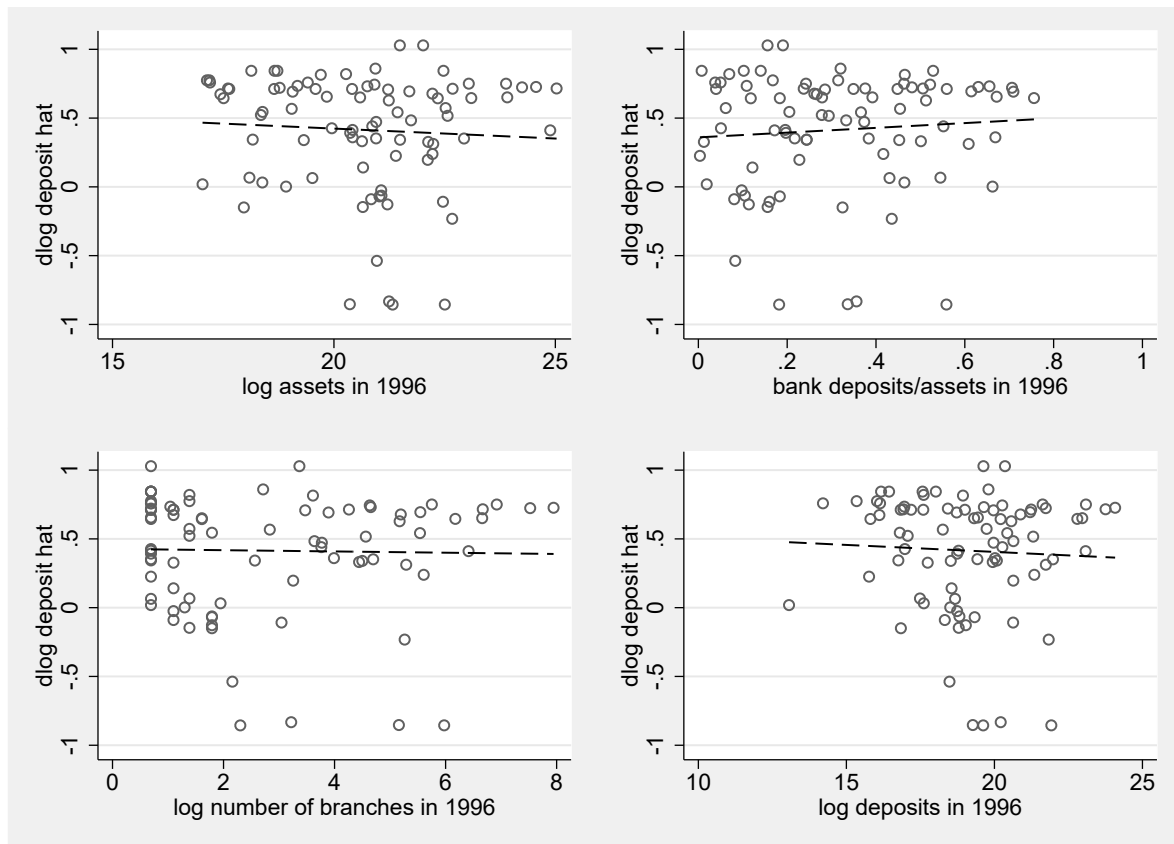 dlog deposit hat
1
.5
0
-.5
-1
15 20 25
log assets in 1996
dlog deposit hat
1
.5
0
-.5
-1
0 .2 .4 .6 .8 1
bank deposits/assets in 1996
dlog deposit hat
1
.5
0
-.5
-1
0 2 4 6 8
log number of branches in 1996
dlog deposit hat
1
.5
0
-.5
-1
10 15 20 25
log deposits in 1996